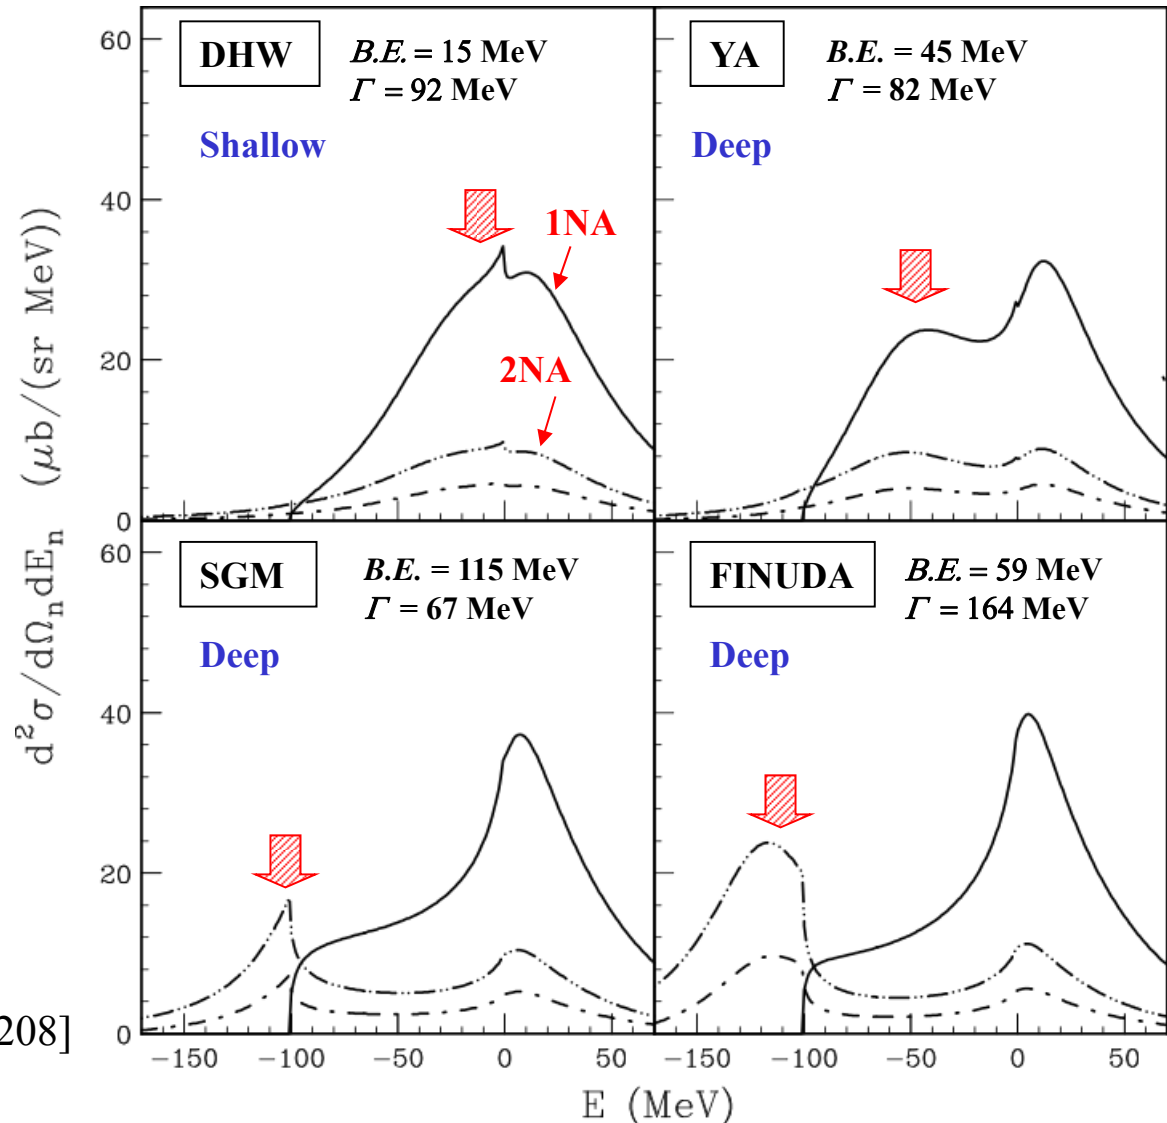 60
40
20
0
d²σ/dΩₙdEₙ (μb/(sr MeV))
DHW
B.E. = 15 MeV
Γ = 92 MeV
Shallow
1NA
2NA
YA
B.E. = 45 MeV
Γ = 82 MeV
Deep
60
40
20
0
SGM
B.E. = 115 MeV
Γ = 67 MeV
Deep
FINUDA
B.E. = 59 MeV
Γ = 164 MeV
Deep
208]
−150 −100 −50 0 50
−150 −100 −50 0 50
E (MeV)